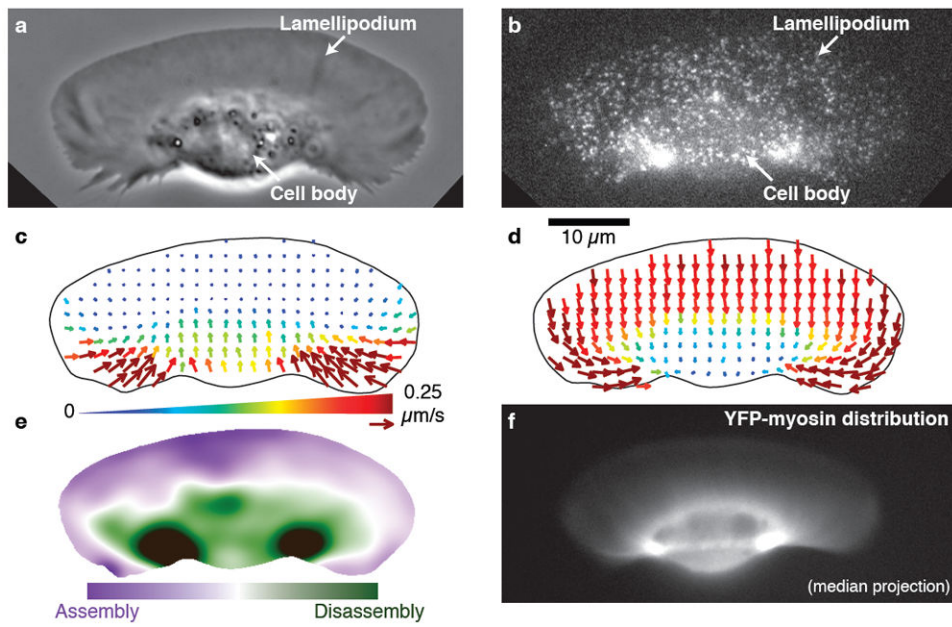 a
Lamellipodium
Cell body
b
Lamellipodium
Cell body
c
10 μm
d
0
0.25
μm/s
e
Assembly
Disassembly
f
YFP-myosin distribution
(median projection)